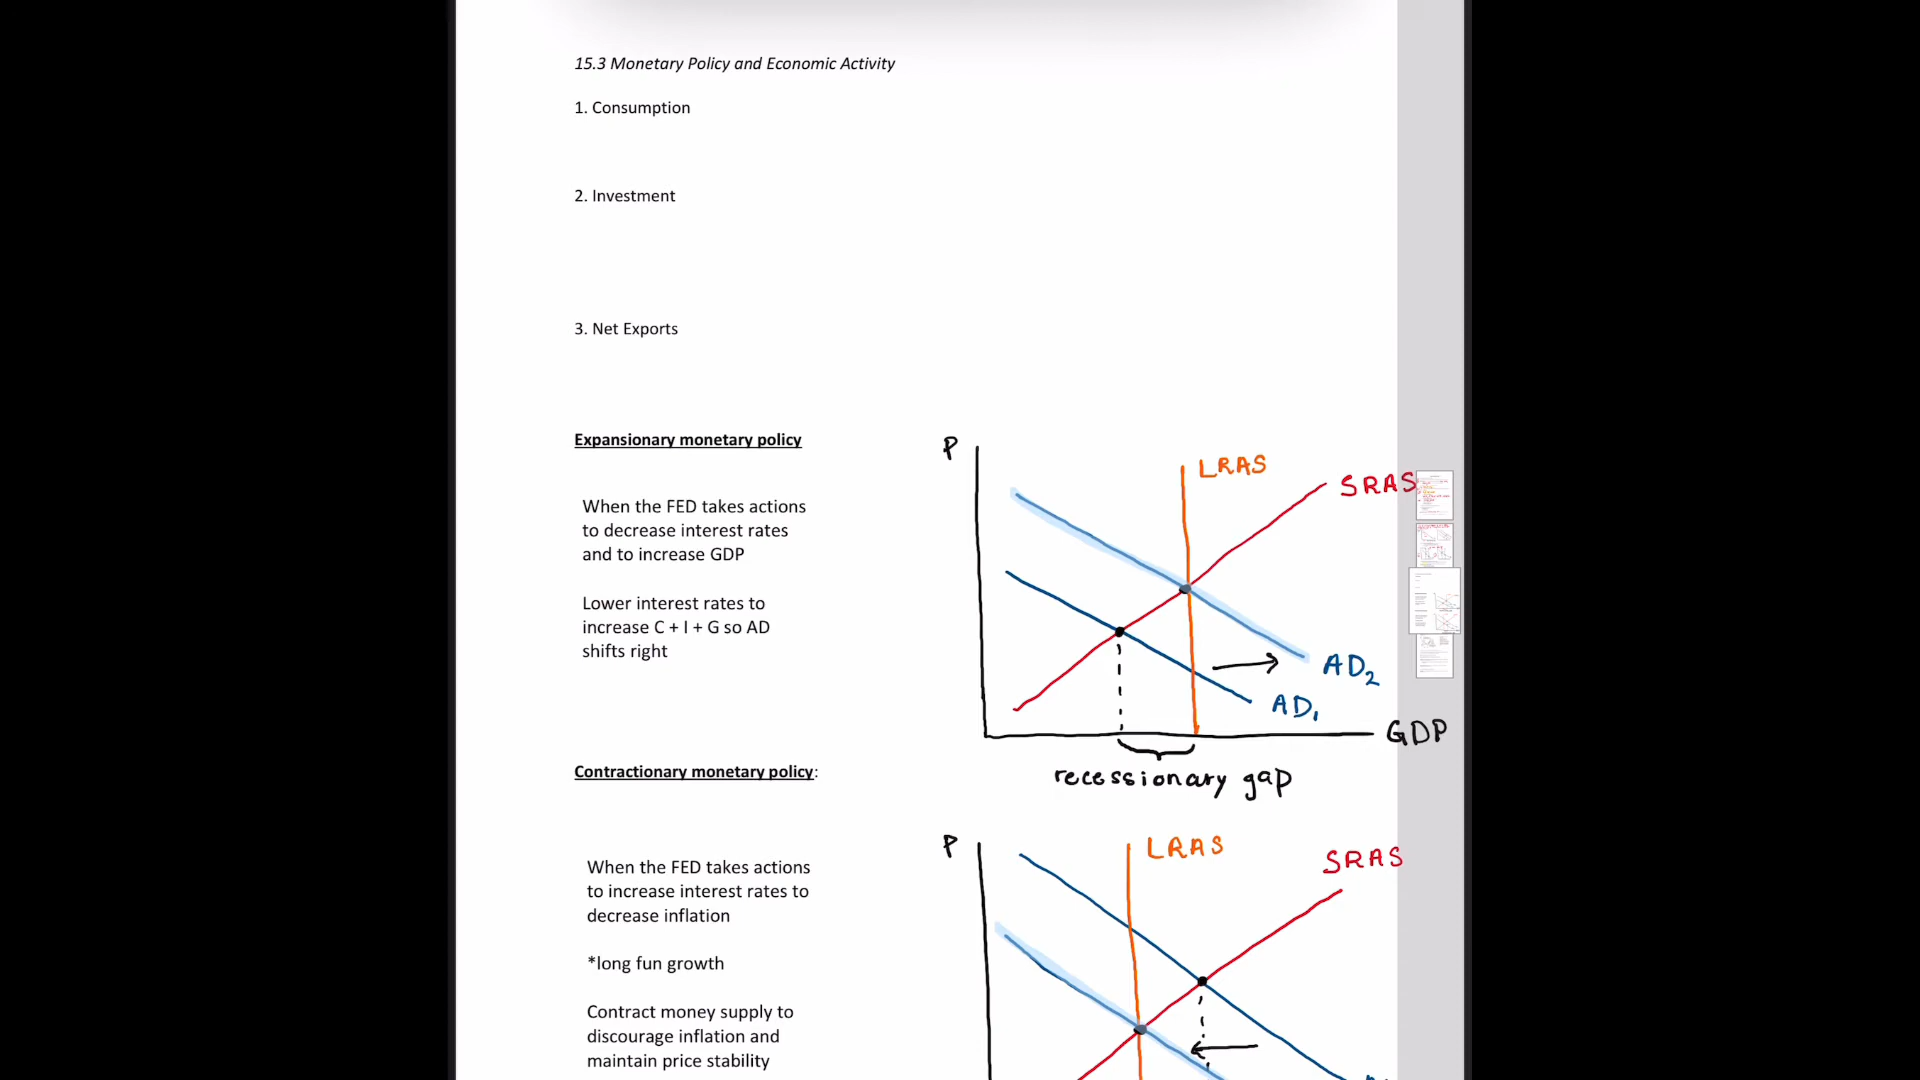 15.3 Monetary Policy and Economic Activity
1. Consumption
2. Investment
3. Net Exports
Expansionary monetary policy
When the FED takes actions
to decrease interest rates
and to increase GDP
Lower interest rates to
increase C + I + G so AD
shifts right
P
LRAS
SRAS
AD2
AD1
GDP
recessionary gap
Contractionary monetary policy:
When the FED takes actions
to increase interest rates to
decrease inflation
*long fun growth
Contract money supply to
discourage inflation and
maintain price stability
P
LRAS
SRAS